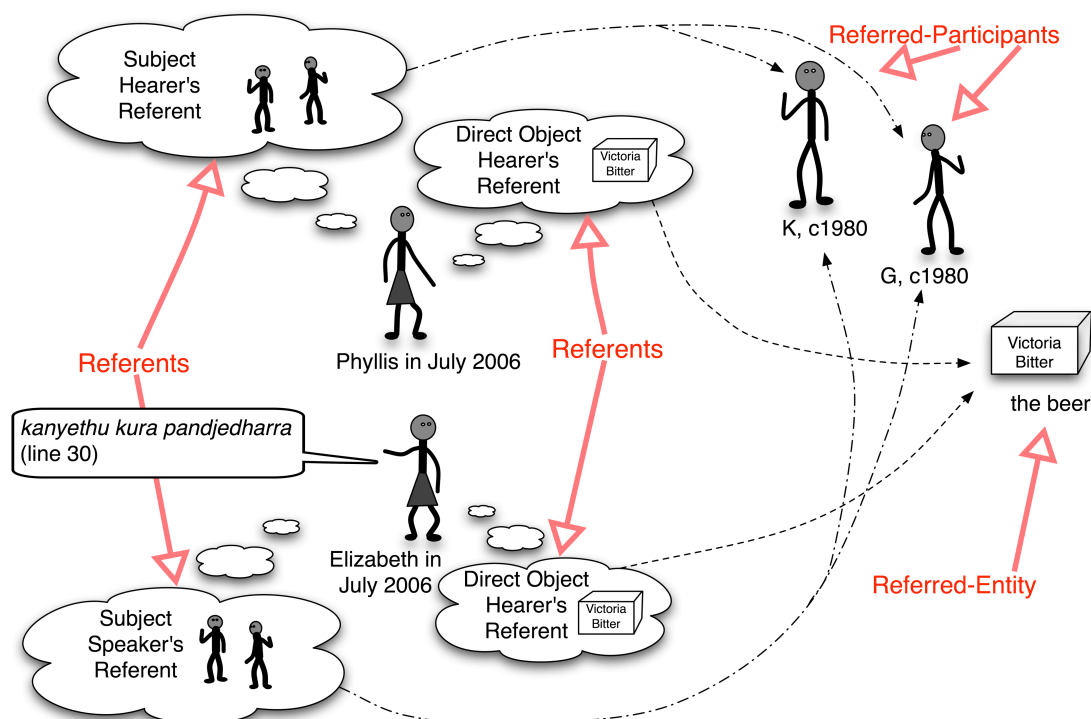 Subject
Hearer's
Referent
Direct Object
Hearer's
Referent
Victoria
Bitter
Referred-Participants
K, c1980
G, c1980
Victoria
Bitter
the beer
Referents
Phyllis in July 2006
Referents
kanyethu kura pandjedharra
(line 30)
Elizabeth in
July 2006
Direct Object
Hearer's
Referent
Victoria
Bitter
Referred-Entity
Subject
Speaker's
Referent